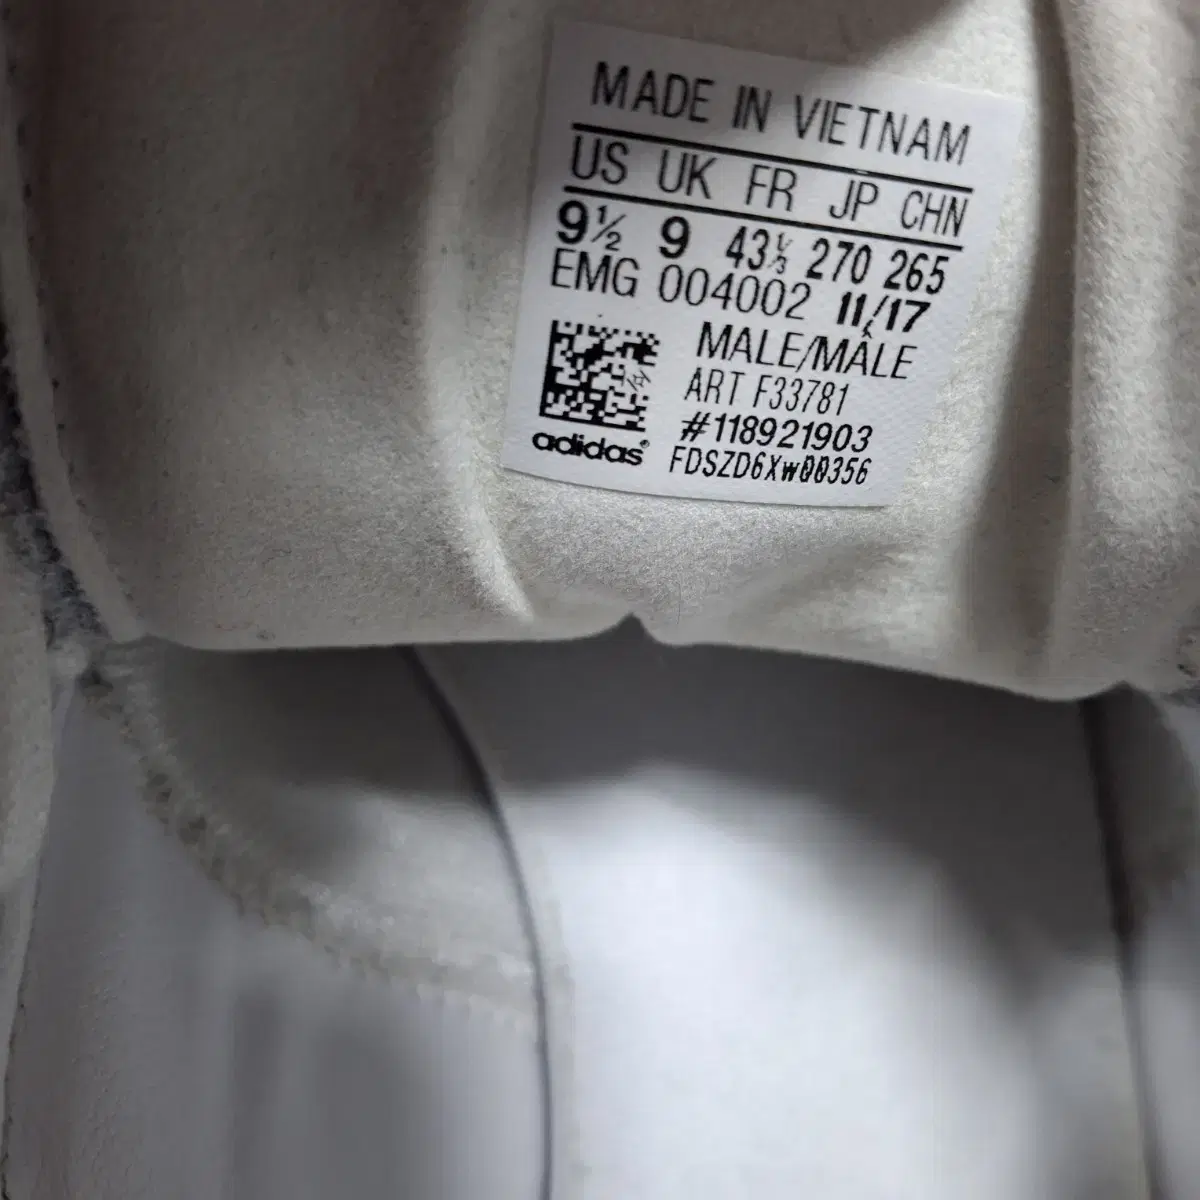 MADE IN VIETNAM
US UK FR JP CHN
9½ 9 43⅓ 270 265
EMG 004002 11/17
MALE/MÂLE
ART F33781
#118921903
adidas® FDSZD6Xw00356